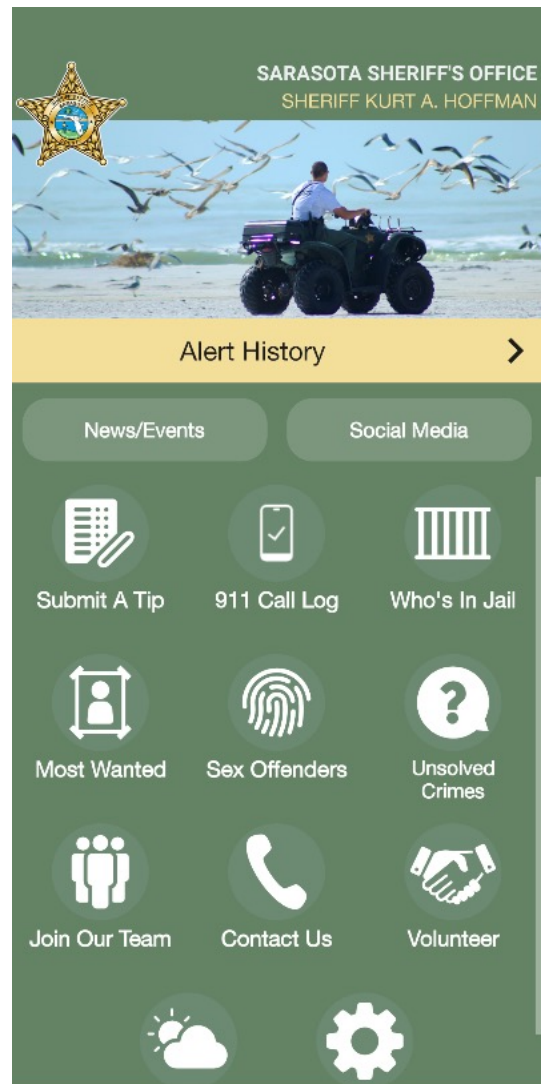 SARASOTA SHERIFF'S OFFICE
SHERIFF KURT A. HOFFMAN
Alert History
News/Events
Social Media
Submit A Tip
911 Call Log
Who's In Jail
Most Wanted
Sex Offenders
Unsolved
Crimes
Join Our Team
Contact Us
Volunteer